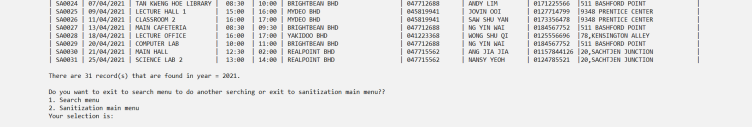 | SA0024 | 07/04/2021 | TAN KWENG HOE LIBRARY | 08:30 | 10:00 | BRIGHTBEAN BHD | 047712688 | ANDY LIM | 0171225566 |511 BASHFORD POINT |
| SA0025 | 09/04/2021 | LECTURE HALL 1 | 15:00 | 16:00 | MYDEO BHD | 045819941 | JOVIN OOI | 0127714799 |9348 PRENTICE CENTER |
| SA0026 | 11/04/2021 | CLASSROOM 2 | 16:00 | 17:00 | MYDEO BHD | 045819941 | SAW SHU YAN | 0173356478 |9348 PRENTICE CENTER |
| SA0027 | 13/04/2021 | MAIN CAFETERIA | 08:30 | 09:30 | BRIGHTBEAN BHD | 047712688 | NG YIN WAI | 0184567752 |511 BASHFORD POINT |
| SA0028 | 18/04/2021 | LECTURE OFFICE | 16:00 | 17:00 | YAKIDOO BHD | 041223368 | WONG SHU QI | 0125556696 |78,KENSINGTON ALLEY |
| SA0029 | 20/04/2021 | COMPUTER LAB | 10:00 | 11:00 | BRIGHTBEAN BHD | 047712688 | NG YIN WAI | 0184567752 |511 BASHFORD POINT |
| SA0030 | 21/04/2021 | MAIN HALL | 12:30 | 02:00 | REALPOINT BHD | 047715562 | ANG JIA JIA | 01157844126 |20,SACHTJEN JUNCTION |
| SA0031 | 25/04/2021 | SCIENCE LAB 2 | 13:00 | 14:00 | REALPOINT BHD | 047715562 | NANSY YEOH | 0124785521 |20,SACHTJEN JUNCTION |
There are 31 record(s) that are found in year = 2021.
Do you want to exit to search menu to do another serching or exit to sanitization main menu??
1. Search menu
2. Sanitization main menu
Your selection is: